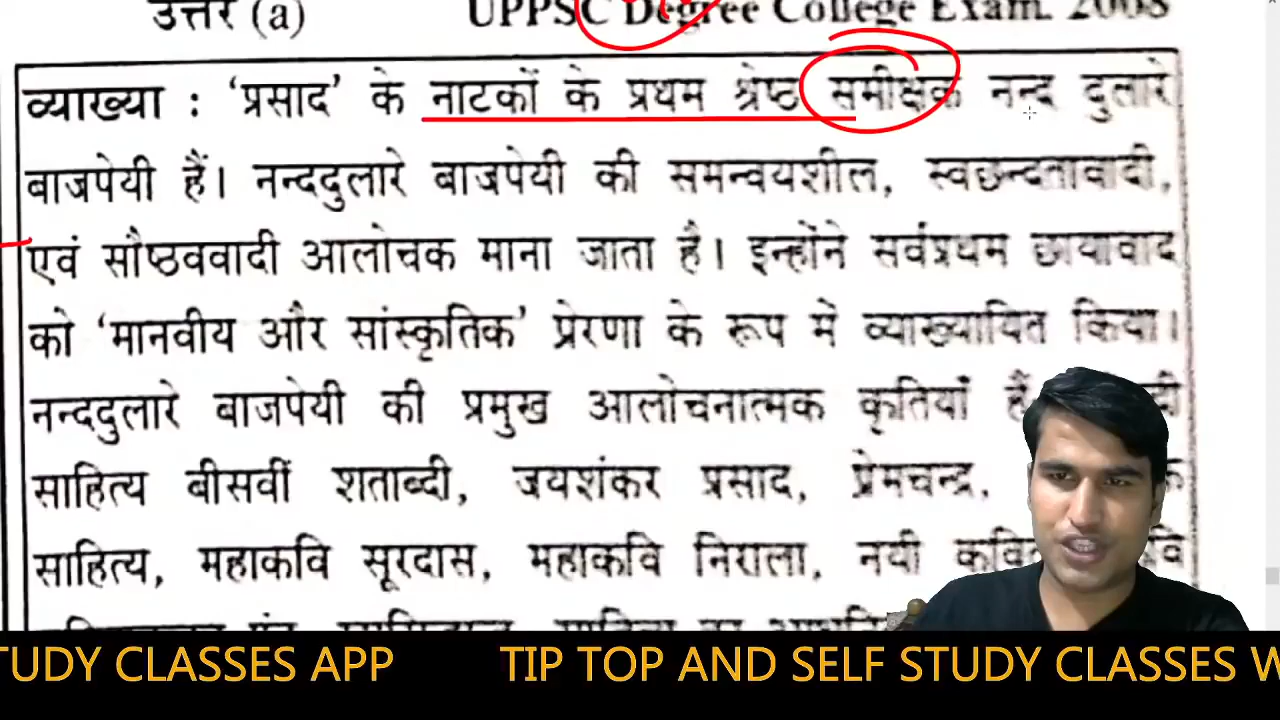 उत्तर (a) UPPSC Degree College Exam. 2008
व्याख्या : 'प्रसाद' के नाटकों के प्रथम श्रेष्ठ समीक्षक नन्द दुलारे
बाजपेयी हैं। नन्ददुलारे बाजपेयी की समन्वयशील, स्वछन्दतावादी,
एवं सौष्ठववादी आलोचक माना जाता है। इन्होंने सर्वप्रथम छायावाद
को 'मानवीय और सांस्कृतिक' प्रेरणा के रूप में व्याख्यायित किया।
नन्ददुलारे बाजपेयी की प्रमुख आलोचनात्मक कृतियां हैं
साहित्य बीसवीं शताब्दी, जयशंकर प्रसाद, प्रेमचन्द्र,
साहित्य, महाकवि सूरदास, महाकवि निराला, नयी
TUDY CLASSES APP TIP TOP AND SELF STUDY CLASSES W